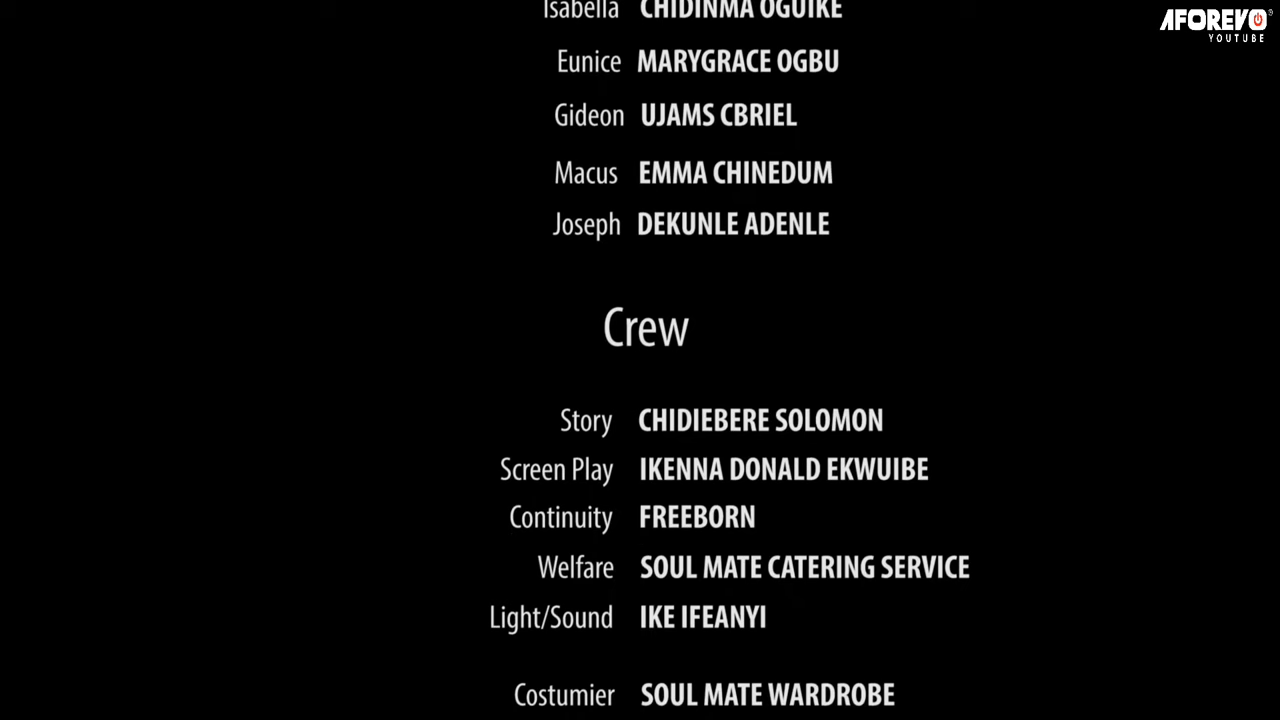 Isabella CHIDINMA OGUIKE
AFOREVO
YOUTUBE
Eunice MARYGRACE OGBU
Gideon UJAMS CBRIEL
Macus EMMA CHINEDUM
Joseph DEKUNLE ADENLE
Crew
Story CHIDIEBERE SOLOMON
Screen Play IKENNA DONALD EKWUIBE
Continuity FREEBORN
Welfare SOUL MATE CATERING SERVICE
Light/Sound IKE IFEANYI
Costumier SOUL MATE WARDROBE